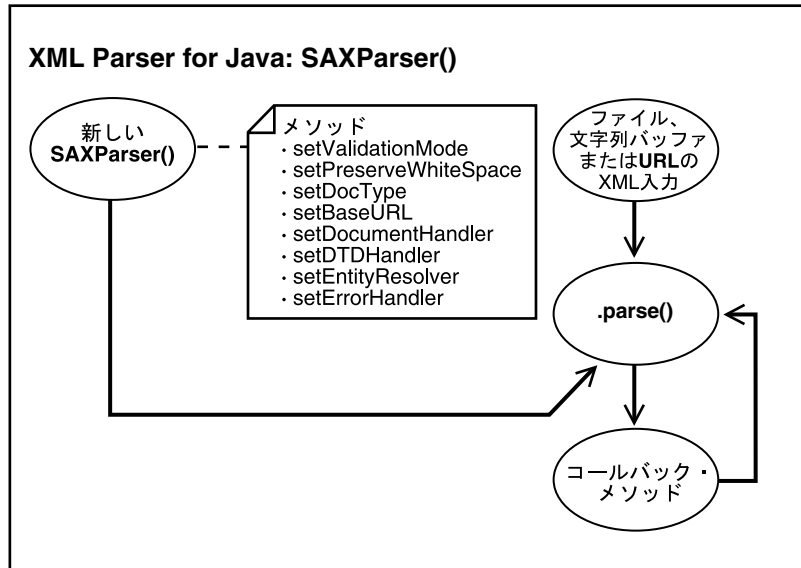 XML Parser for Java: SAXParser()
新しい
SAXParser()
メソッド
・setValidationMode
・setPreserveWhiteSpace
・setDocType
・setBaseURL
・setDocumentHandler
・setDTDHandler
・setEntityResolver
・setErrorHandler
ファイル、
文字列バッファ
またはURLの
XML入力
.parse()
コールバック・
メソッド